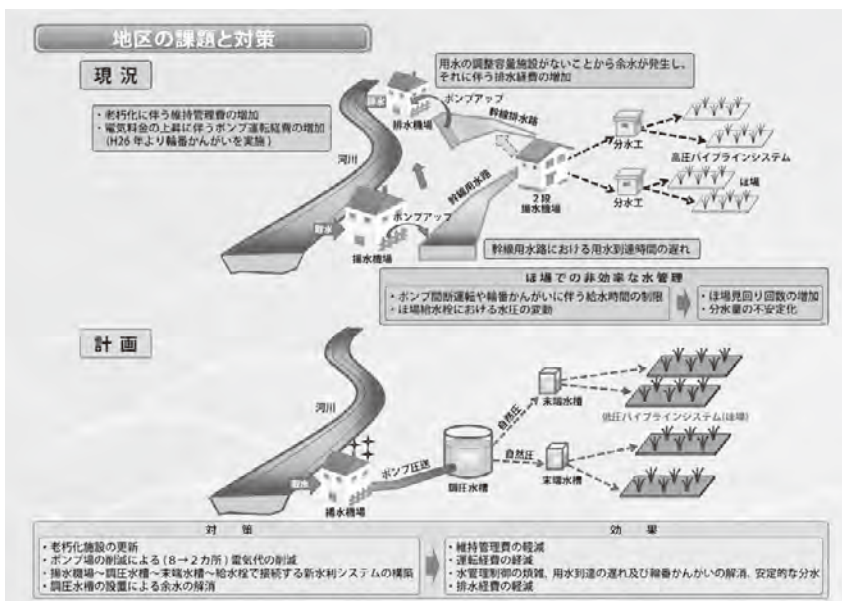 地区の課題と対策
現況
用水の調整容量施設がないことから余水が発生し、
それに伴う排水経費の増加
・老朽化に伴う維持管理費の増加
・電気料金の上昇に伴うポンプ運転経費の増加
(H26年より輪番かんがいを実施)
排水
排水機場
ポンプアップ
幹線排水路
分水工
高圧パイプラインシステム
河川
幹線用水路
2段
揚水機場
分水工
ほ場
取水
揚水機場
ポンプアップ
幹線用水路における用水到達時間の遅れ
ほ場での非効率な水管理
・ポンプ間断運転や輪番かんがいに伴う給水時間の制限
・ほ場給水栓における水圧の変動
・ほ場見回り回数の増加
・分水量の不安定化
計画
河川
末端水槽
自然圧
低圧パイプラインシステム(ほ場)
ポンプ圧送
自然圧
取水
揚水機場
調圧水槽
末端水槽
対策
・老朽化施設の更新
・ポンプ場の削減による(8→2カ所)電気代の削減
・揚水機場～調圧水槽～末端水槽～給水栓で接続する新水利システムの構築
・調圧水槽の設置による余水の解消
効果
・維持管理費の軽減
・運転経費の軽減
・水管理制御の煩雑、用水到達の遅れ及び輪番かんがいの解消、安定的な分水
・排水経費の軽減